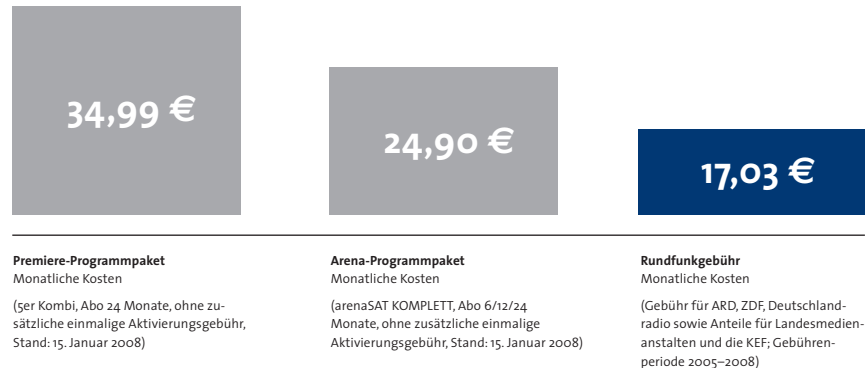 34,99 €
24,90 €
17,03 €
Premiere-Programmpaket
Monatliche Kosten
(5er Kombi, Abo 24 Monate, ohne zu-
sätzliche einmalige Aktivierungsgebühr,
Stand: 15. Januar 2008)
Arena-Programmpaket
Monatliche Kosten
(arenaSAT KOMPLETT, Abo 6/12/24
Monate, ohne zusätzliche einmalige
Aktivierungsgebühr, Stand: 15. Januar 2008)
Rundfunkgebühr
Monatliche Kosten
(Gebühr für ARD, ZDF, Deutschland-
radio sowie Anteile für Landesmedien-
anstalten und die KEF; Gebühren-
periode 2005–2008)